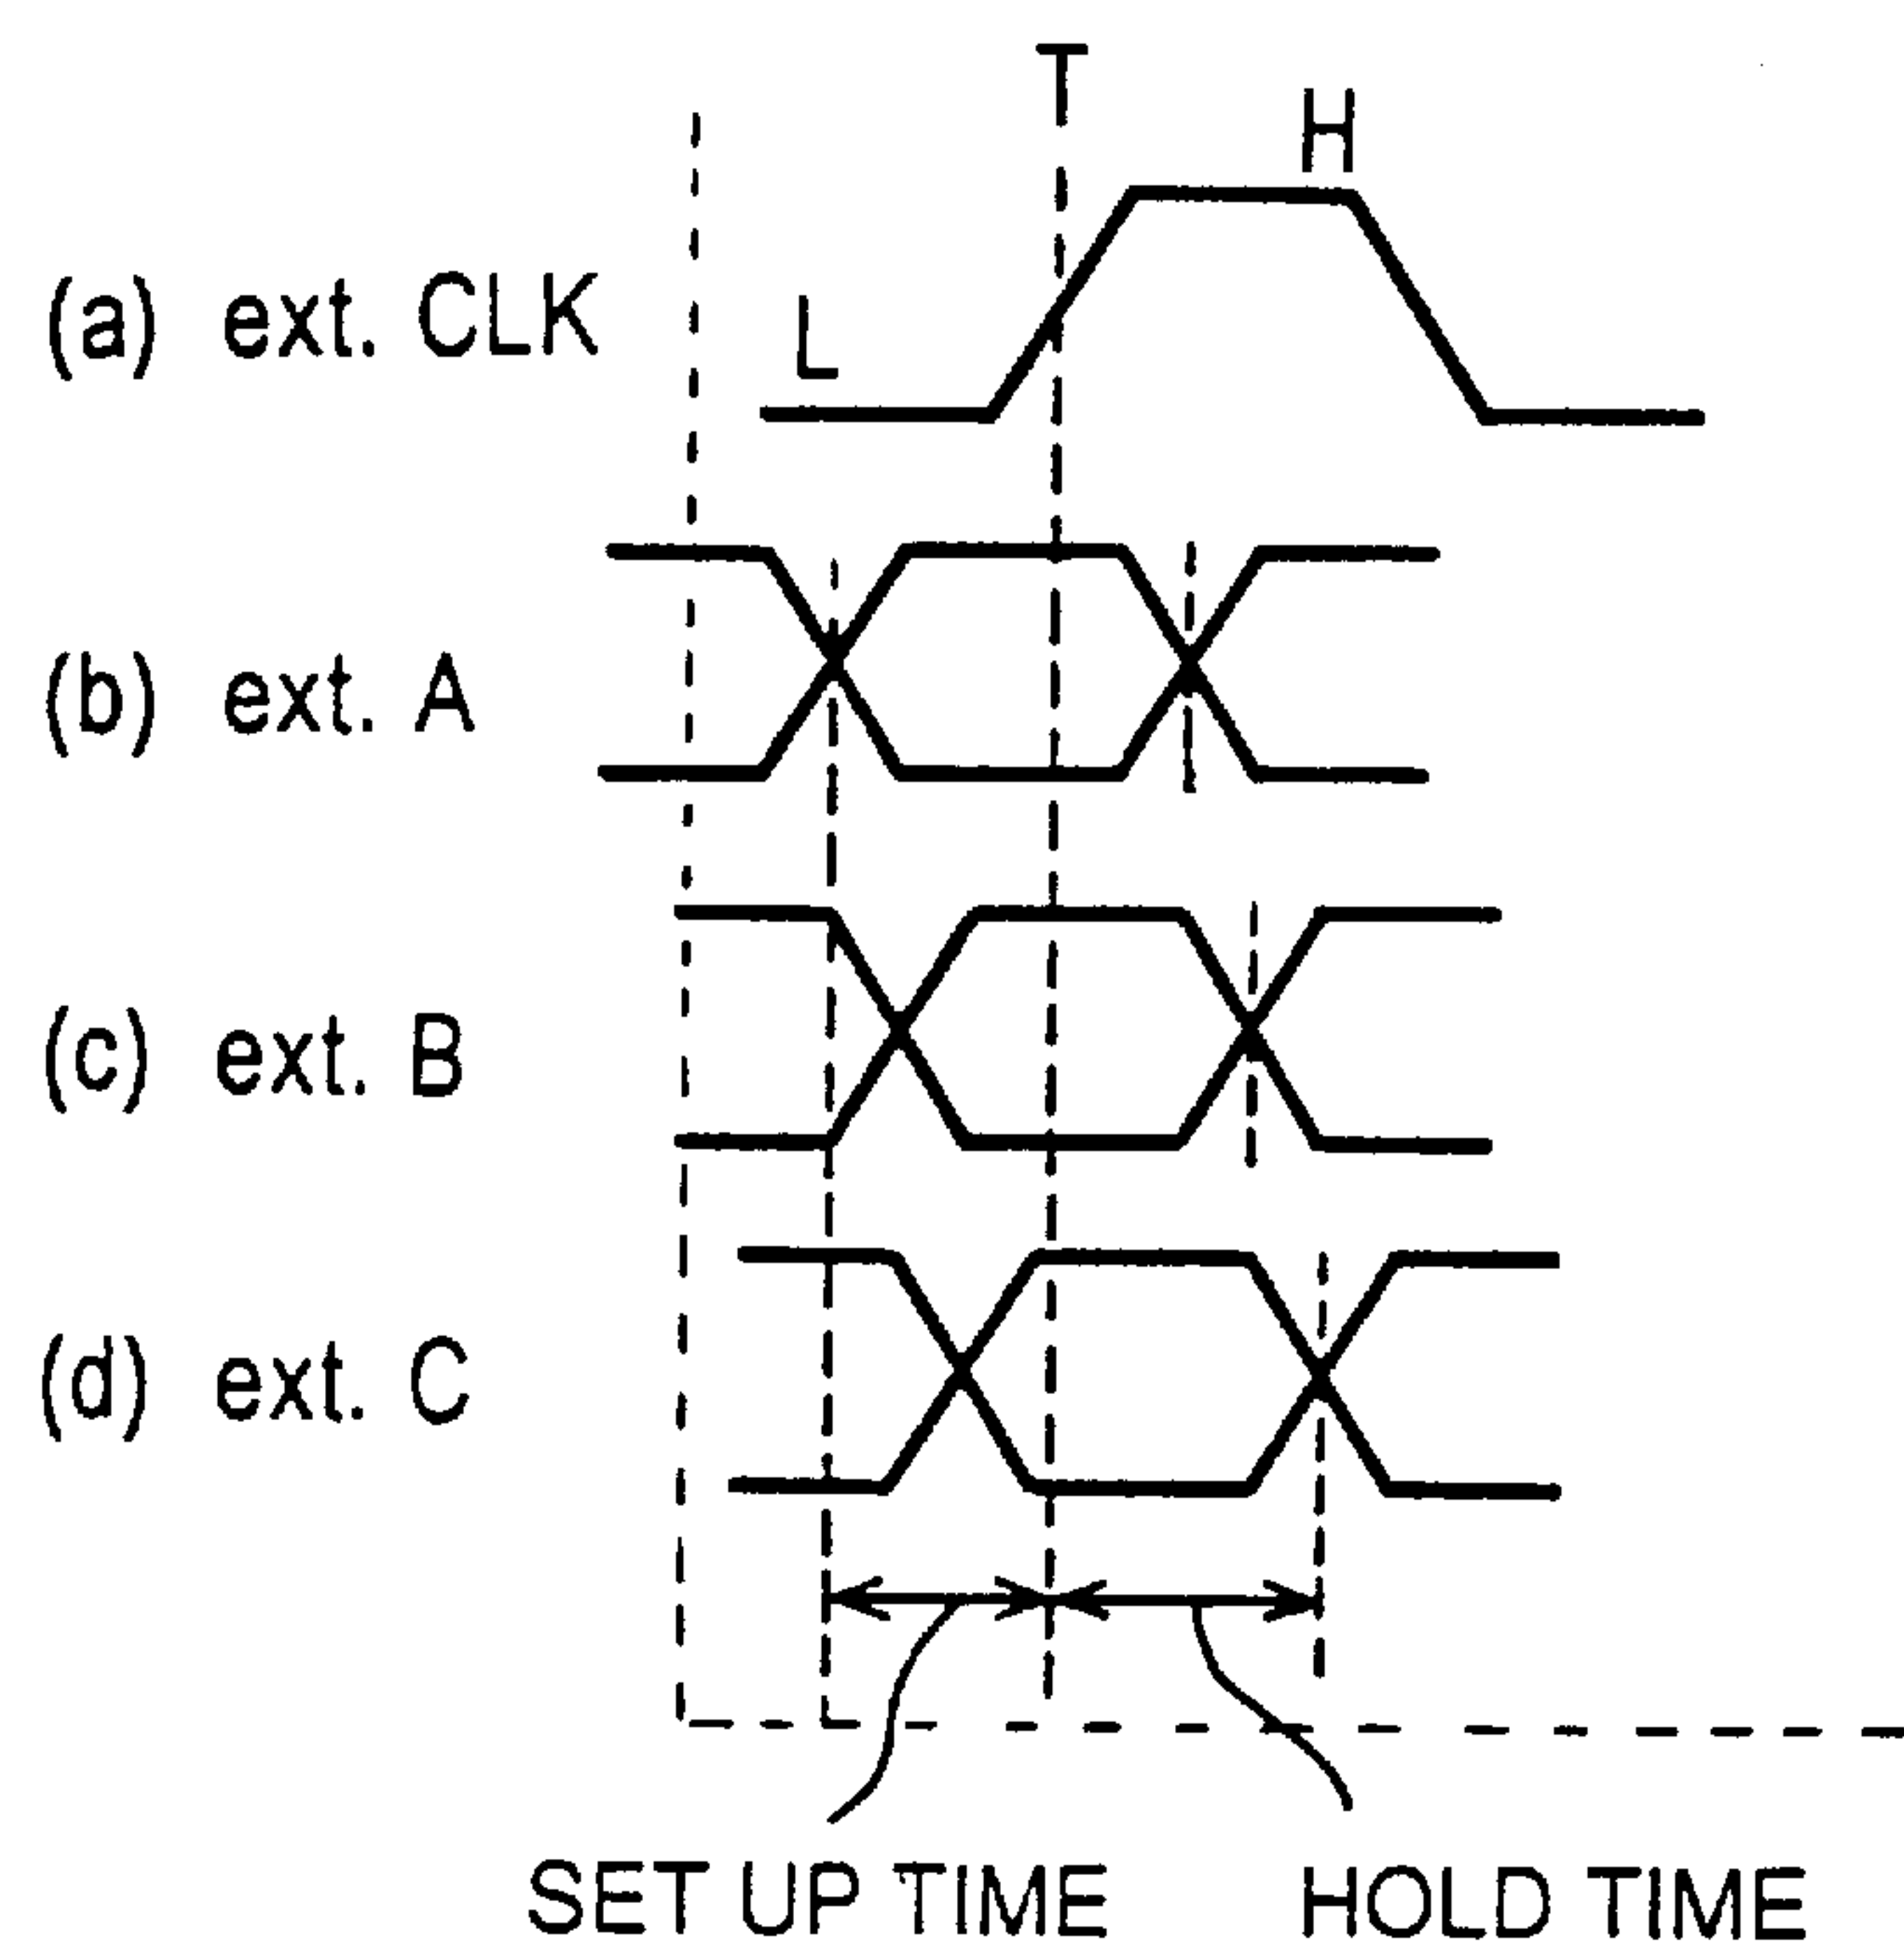 T
H
(a) ext. CLK
L
(b) ext. A
(c) ext. B
(d) ext. C
SET UP TIME
HOLD TIME